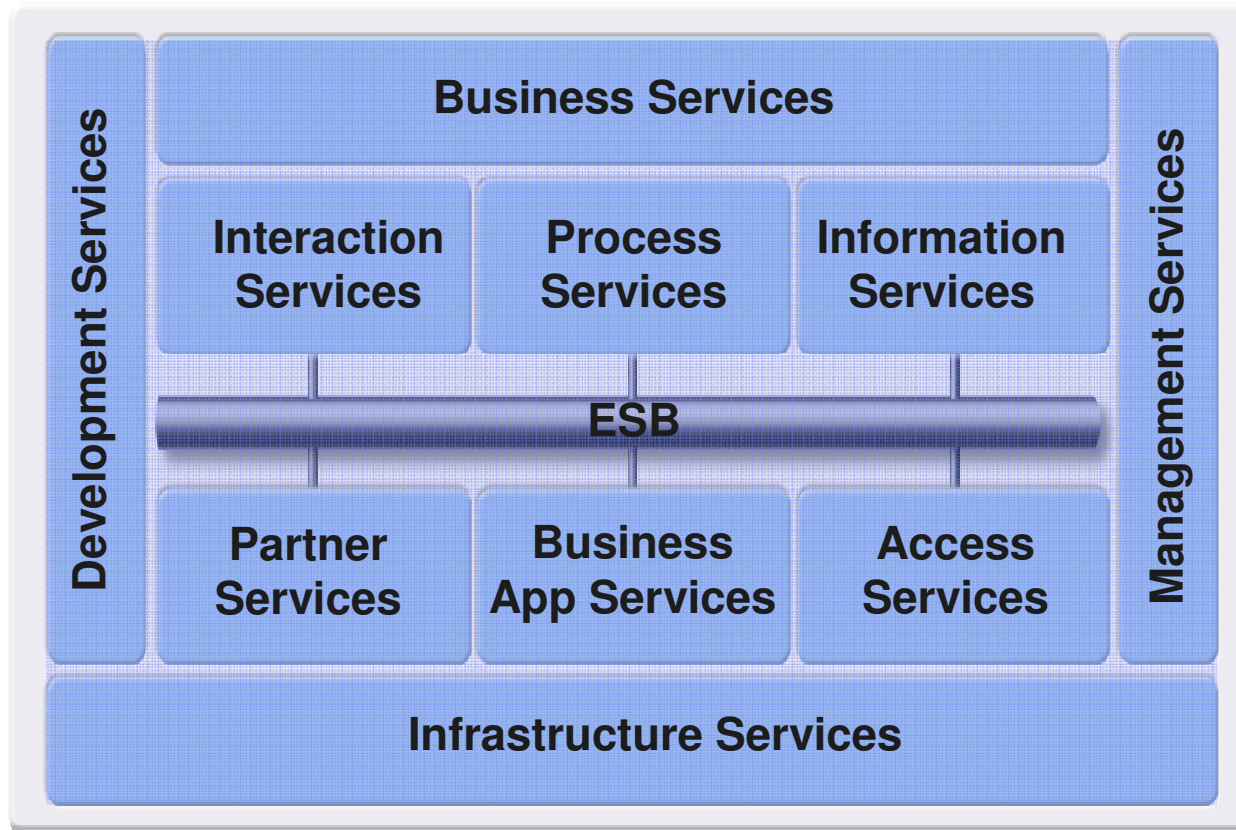 Business Services
Development Services
Interaction
Services
Process
Services
Information
Services
Management Services
ESB
Partner
Services
Business
App Services
Access
Services
Infrastructure Services